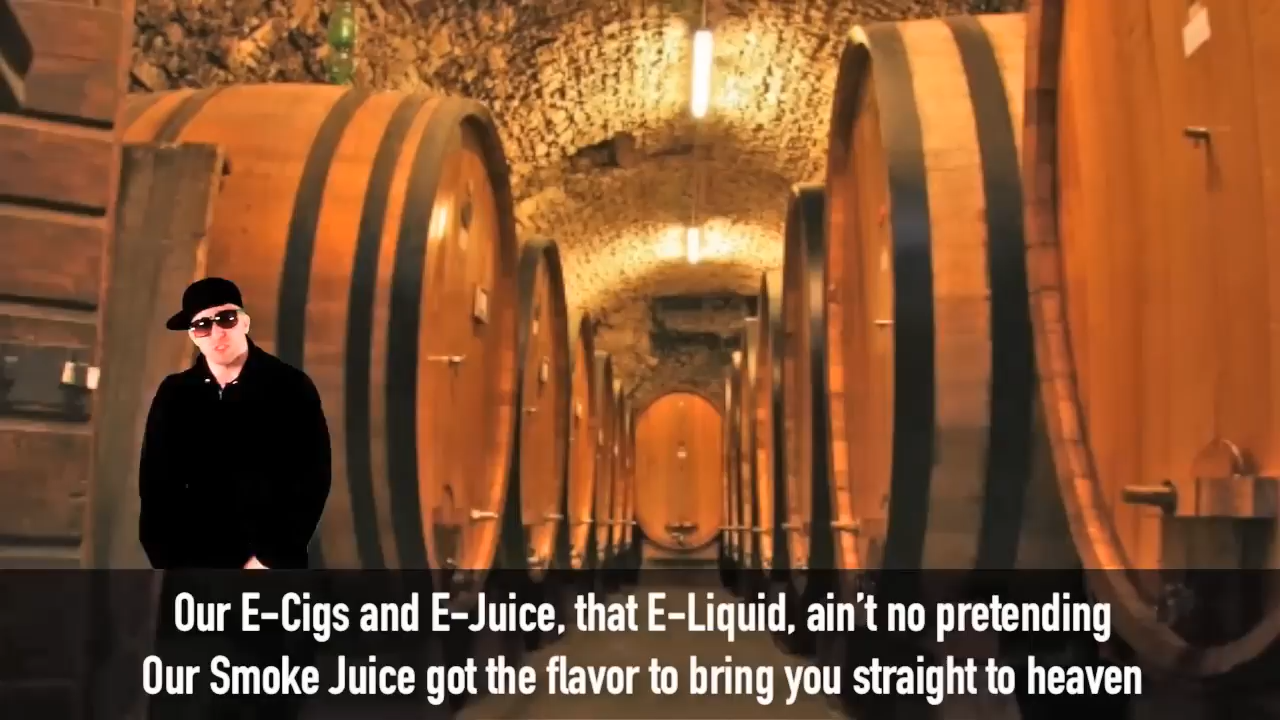 Our E-Cigs and E-Juice, that E-Liquid, ain't no pretending
Our Smoke Juice got the flavor to bring you straight to heaven